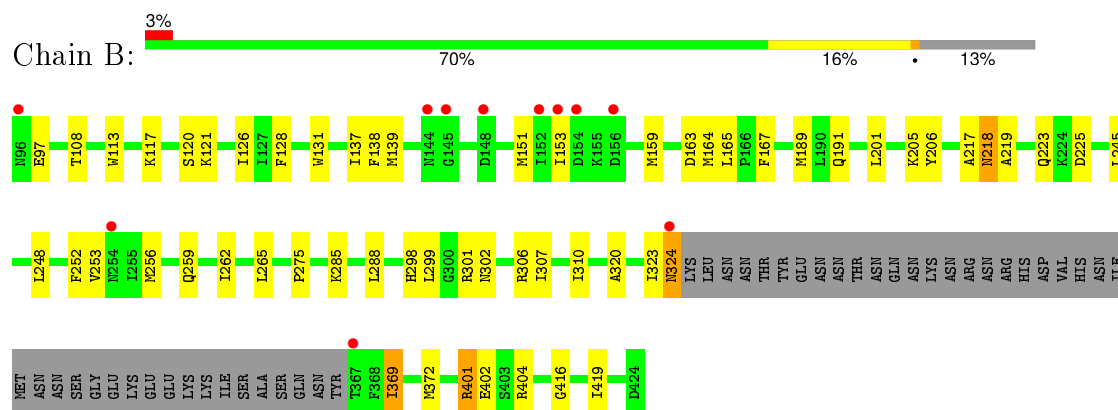 3%
Chain B:
70% 16% • 13%
N96 E97 T108 W113 K117 S120 K121 I126 I127 F128 W131 I137 F138 M139 N144 G145 D148 M151 I152 I153 D154 K155 D156 M159 D163 M164 L165 P166 F167 M189 L190 Q191 L201 K205 Y206 A217 N218 A219 Q223 K224 D225 L245
L248 F252 V253 N254 I255 M256 Q259 I262 L265 P275 K285 L288 H298 L299 G300 R301 N302 R306 I307 I310 A320 I323 N324 LYS LEU ASN ASN THR TYR GLU ASN ASN THR ASN GLN ASN LYS ASN ARG ASN ARG HIS ASP VAL HIS ASN ILE
MET ASN ASN SER GLY GLU LYS GLU GLU LYS LYS ILE SER ALA SER GLN ASN TYR T367 F368 I369 M372 R401 E402 S403 R404 G416 I419 D424